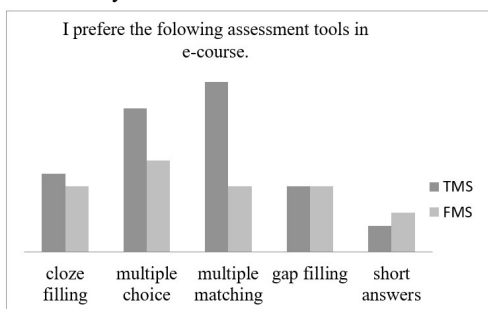 I prefere the folowing assessment tools in
e-course.
TMS
FMS
cloze
filling
multiple
choice
multiple
matching
gap filling
short
answers